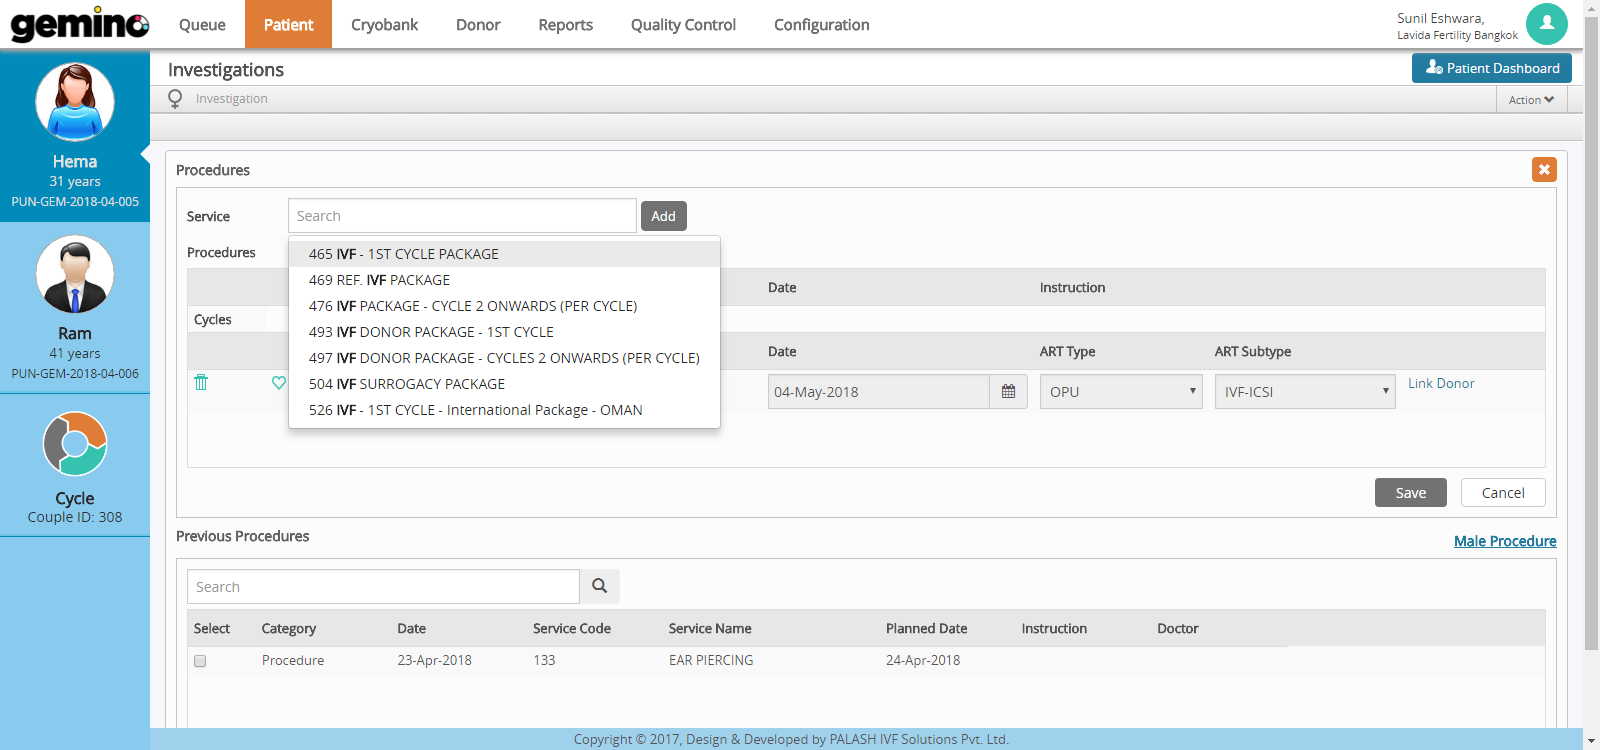 gemino Queue Patient Cryobank Donor Reports Quality Control Configuration
Sunil Eshwara,
Lavida Fertility Bangkok
Hema
31 years
PUN-GEM-2018-04-005
Ram
41 years
PUN-GEM-2018-04-006
Cycle
Couple ID: 308
Investigations
Patient Dashboard
Investigation
Action
Procedures
Service Search Add
Procedures
465 IVF - 1ST CYCLE PACKAGE
469 REF. IVF PACKAGE
476 IVF PACKAGE - CYCLE 2 ONWARDS (PER CYCLE)
493 IVF DONOR PACKAGE - 1ST CYCLE
497 IVF DONOR PACKAGE - CYCLES 2 ONWARDS (PER CYCLE)
504 IVF SURROGACY PACKAGE
526 IVF - 1ST CYCLE - International Package - OMAN
Date Instruction
Cycles
Date ART Type ART Subtype
04-May-2018 OPU IVF-ICSI Link Donor
Save Cancel
Previous Procedures
Male Procedure
Search
Select Category Date Service Code Service Name Planned Date Instruction Doctor
Procedure 23-Apr-2018 133 EAR PIERCING 24-Apr-2018
Copyright © 2017, Design & Developed by PALASH IVF Solutions Pvt. Ltd.